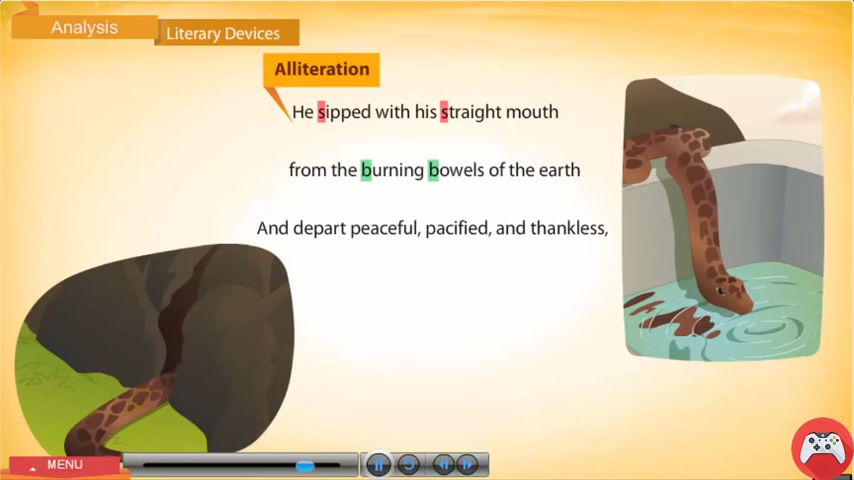 Analysis
Literary Devices
Alliteration
He sipped with his straight mouth
from the burning bowels of the earth
And depart peaceful, pacified, and thankless,
MENU